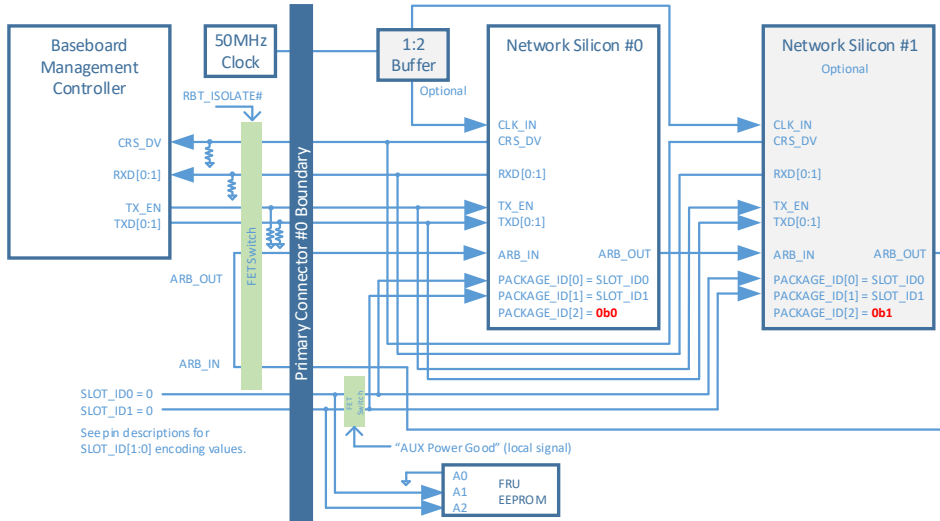 Baseboard
Management
Controller
CRS_DV
RXD[0:1]
TX_EN
TXD[0:1]
50MHz
Clock
RBT_ISOLATE#
FET Switch
ARB_OUT
ARB_IN
Primary Connector #0 Boundary
1:2
Buffer
Optional
Network Silicon #0
CLK_IN
CRS_DV
RXD[0:1]
TX_EN
TXD[0:1]
ARB_IN
ARB_OUT
PACKAGE_ID[0] = SLOT_ID0
PACKAGE_ID[1] = SLOT_ID1
PACKAGE_ID[2] = 0b0
Network Silicon #1
Optional
CLK_IN
CRS_DV
RXD[0:1]
TX_EN
TXD[0:1]
ARB_IN
ARB_OUT
PACKAGE_ID[0] = SLOT_ID0
PACKAGE_ID[1] = SLOT_ID1
PACKAGE_ID[2] = 0b1
SLOT_ID0 = 0
SLOT_ID1 = 0
See pin descriptions for
SLOT_ID[1:0] encoding values.
FET
Switch
“AUX Power Good” (local signal)
A0
A1
A2
FRU
EEPROM